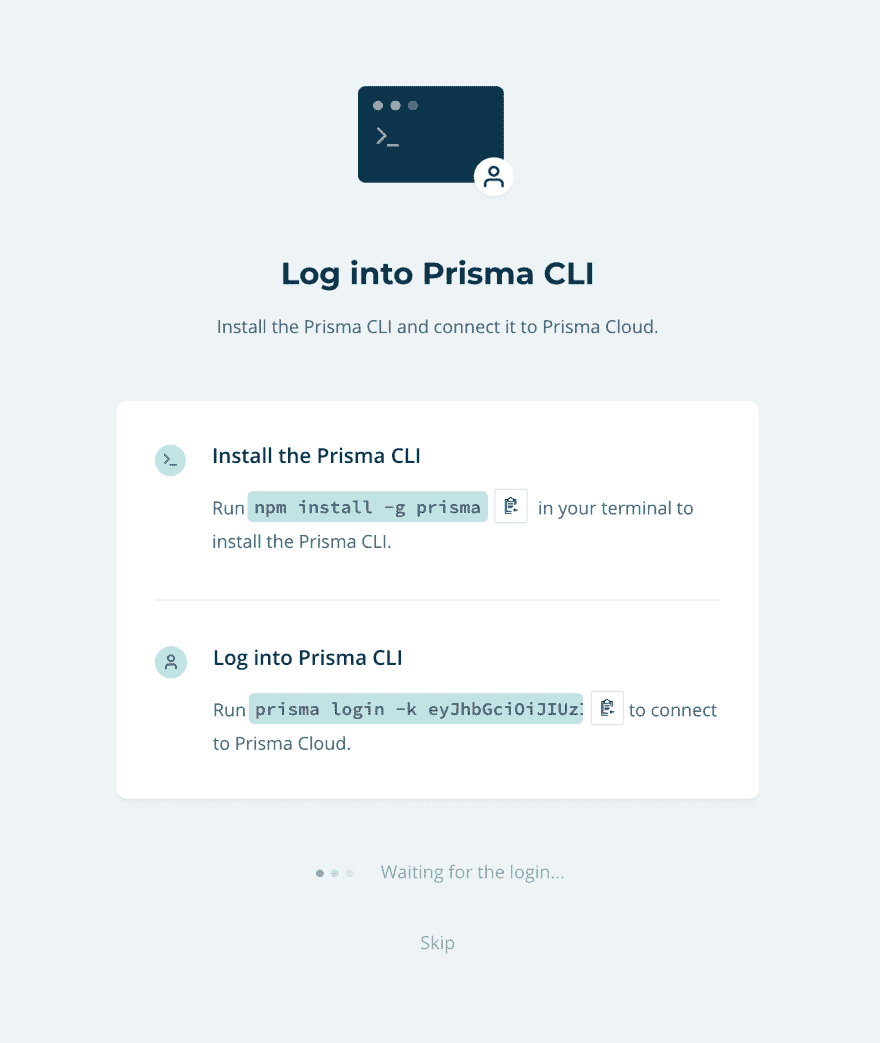 >_
Log into Prisma CLI
Install the Prisma CLI and connect it to Prisma Cloud.
>_
Install the Prisma CLI
Run npm install -g prisma in your terminal to
install the Prisma CLI.
Log into Prisma CLI
Run prisma login -k eyJhbGciOiJIUz to connect
to Prisma Cloud.
Waiting for the login...
Skip